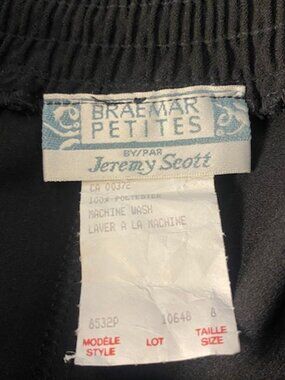 BRAEMAR
PETITES
BY/PAR
Jeremy Scott
CA 00372
100% POLYESTER
MACHINE WASH
LAVER A LA MACHINE
8532P 10648 8
MODÈLE TAILLE
STYLE LOT SIZE